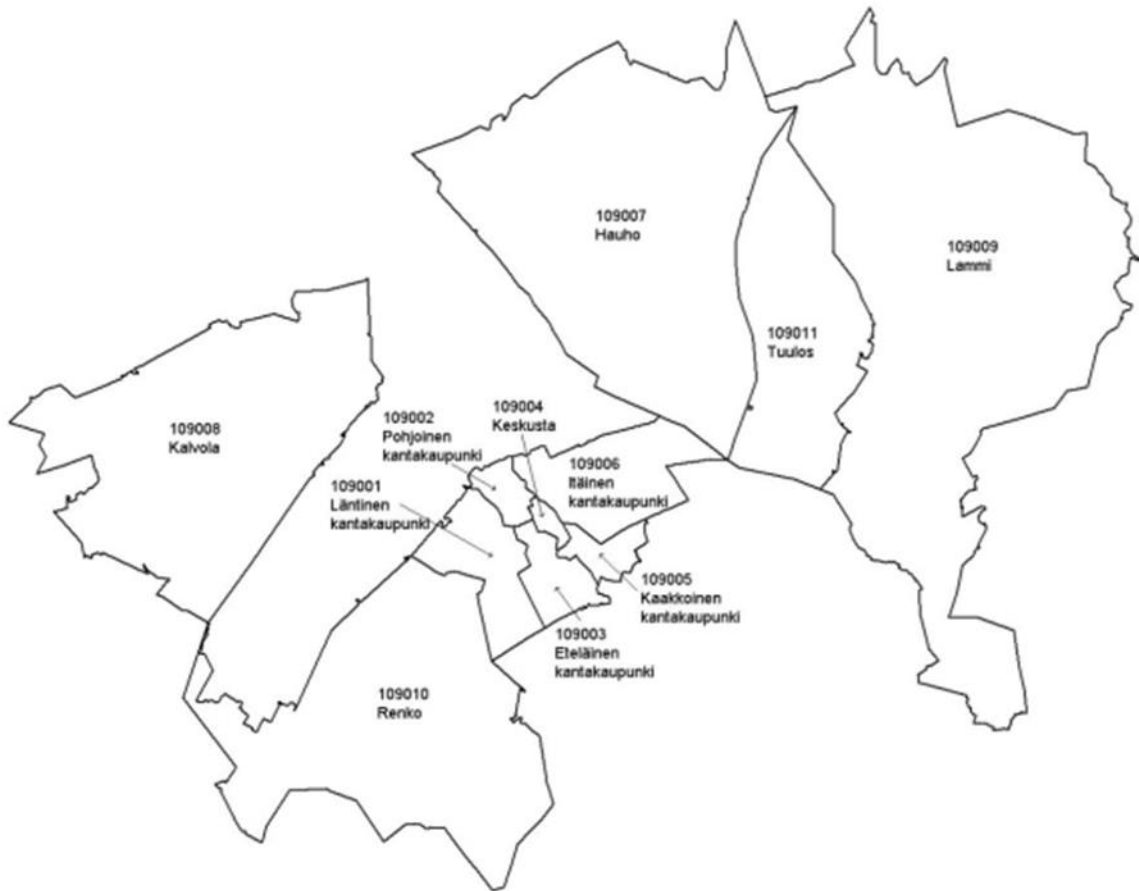 109007
Hauho
109009
Lammi
109011
Tuulos
109004
Keskusta
109002
Pohjoinen
kantakaupunki
109008
Kalvola
109006
Itäinen
kantakaupunki
109001
Läntinen
kantakaupunki
109005
Kaakkoinen
kantakaupunki
109003
Eteläinen
kantakaupunki
109010
Renko